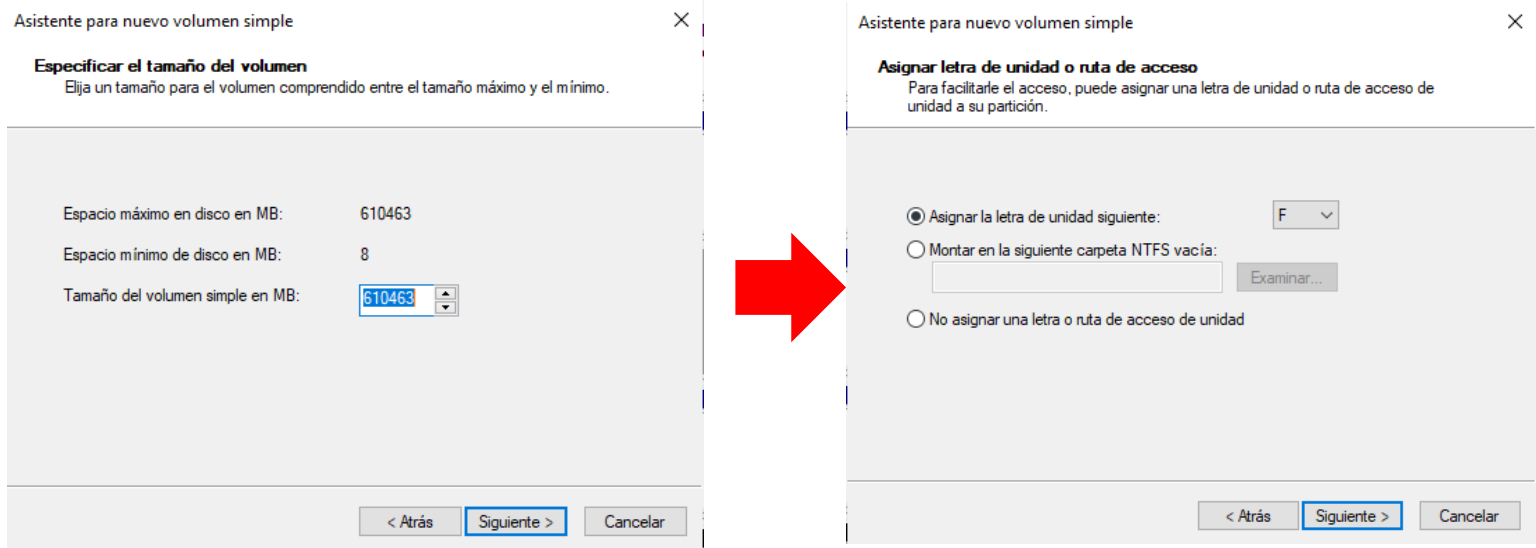 Asistente para nuevo volumen simple
Especificar el tamaño del volumen
Elija un tamaño para el volumen comprendido entre el tamaño máximo y el mínimo.
Espacio máximo en disco en MB: 610463
Espacio mínimo de disco en MB: 8
Tamaño del volumen simple en MB: 610463
< Atrás Siguiente > Cancelar
Asistente para nuevo volumen simple
Asignar letra de unidad o ruta de acceso
Para facilitarle el acceso, puede asignar una letra de unidad o ruta de acceso de
unidad a su partición.
Asignar la letra de unidad siguiente: F
Montar en la siguiente carpeta NTFS vacía:
Examinar...
No asignar una letra o ruta de acceso de unidad
< Atrás Siguiente > Cancelar